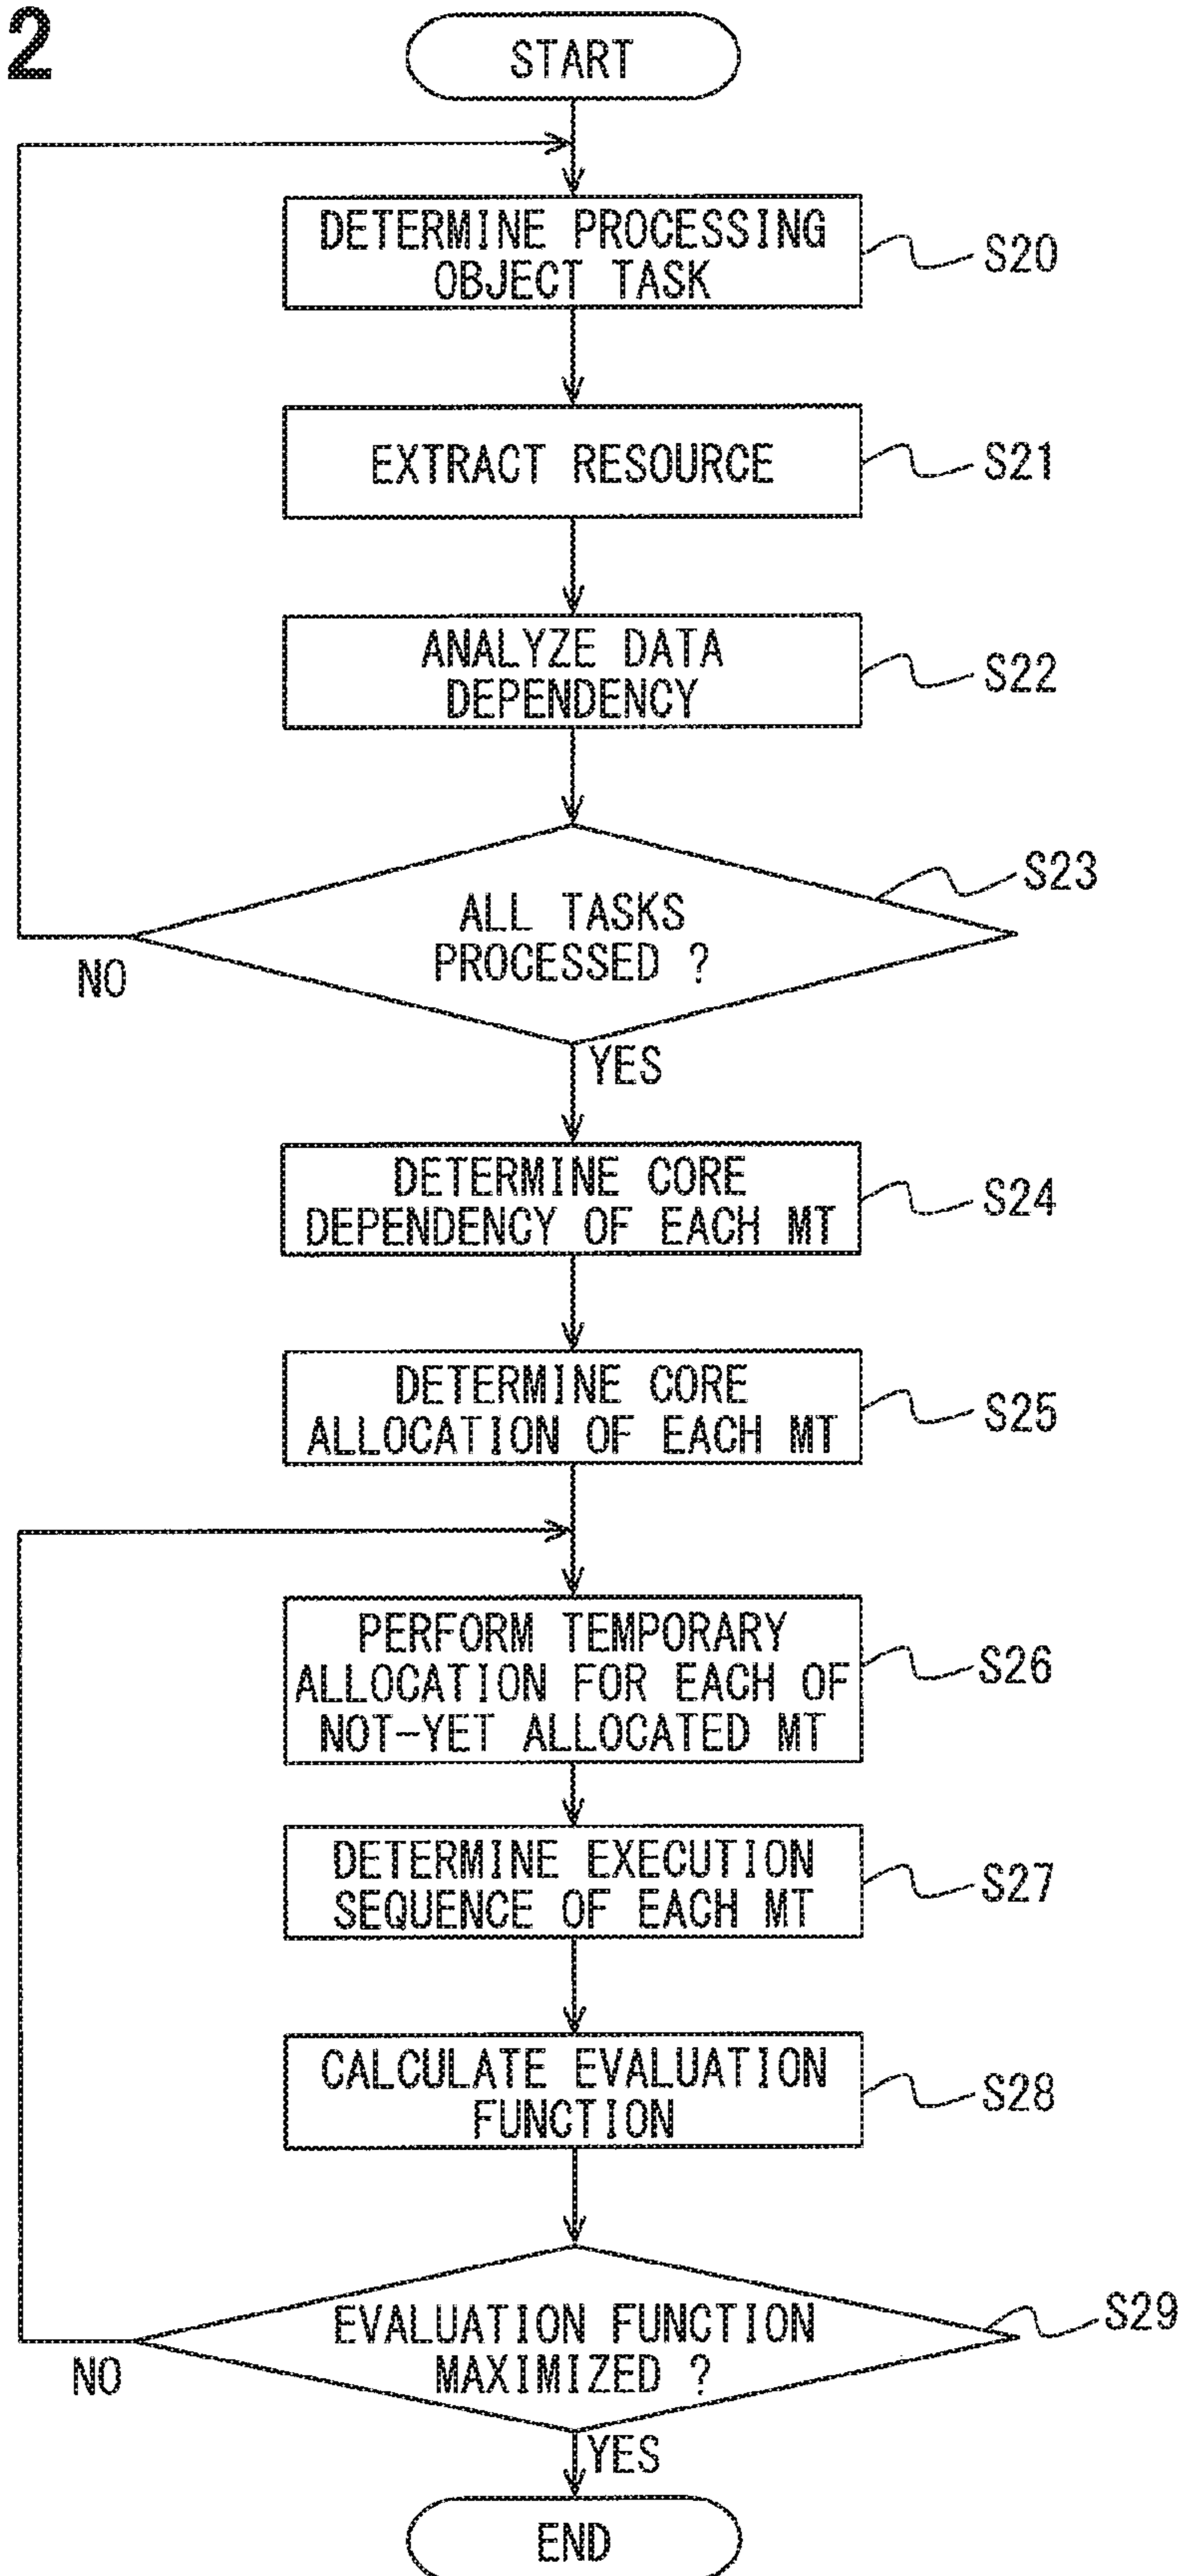 2
START
DETERMINE PROCESSING
OBJECT TASK
S20
EXTRACT RESOURCE
S21
ANALYZE DATA
DEPENDENCY
S22
ALL TASKS
PROCESSED ?
S23
NO
YES
DETERMINE CORE
DEPENDENCY OF EACH MT
S24
DETERMINE CORE
ALLOCATION OF EACH MT
S25
PERFORM TEMPORARY
ALLOCATION FOR EACH OF
NOT-YET ALLOCATED MT
S26
DETERMINE EXECUTION
SEQUENCE OF EACH MT
S27
CALCULATE EVALUATION
FUNCTION
S28
EVALUATION FUNCTION
MAXIMIZED ?
S29
NO
YES
END